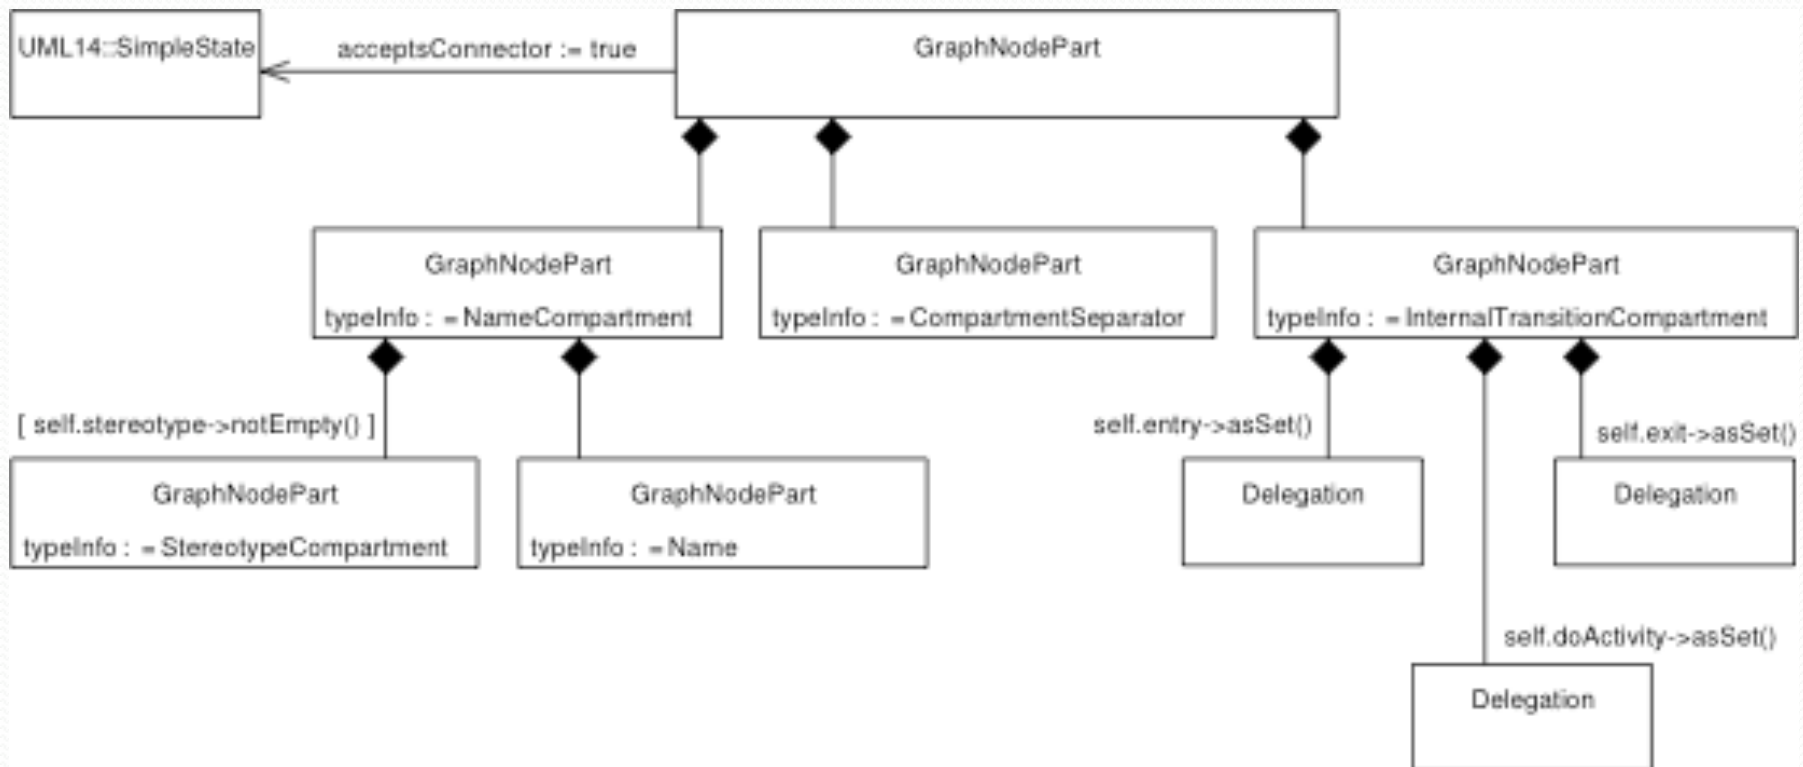 UML14::SimpleState
acceptsConnector := true
GraphNodePart
GraphNodePart
typeInfo : =NameCompartment
GraphNodePart
typeInfo : =CompartmentSeparator
GraphNodePart
typeInfo : =InternalTransitionCompartment
[ self.stereotype->notEmpty() ]
self.entry->asSet()
self.exit->asSet()
GraphNodePart
typeInfo : =StereotypeCompartment
GraphNodePart
typeInfo : =Name
Delegation
Delegation
self.doActivity->asSet()
Delegation